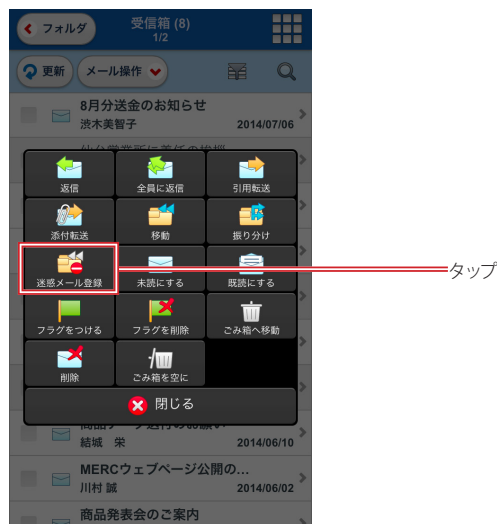 フォルダ
受信箱 (8)
1/2
更新
メール操作
8月分送金のお知らせ
渋木美智子
2014/07/06
返信
全員に返信
引用転送
添付転送
移動
振り分け
迷惑メール登録
未読にする
既読にする
タップ
フラグをつける
フラグを削除
ごみ箱へ移動
削除
ごみ箱を空に
閉じる
結城 栄
2014/06/10
MERCウェブページ公開の...
川村 誠
2014/06/02
商品発表会のご案内